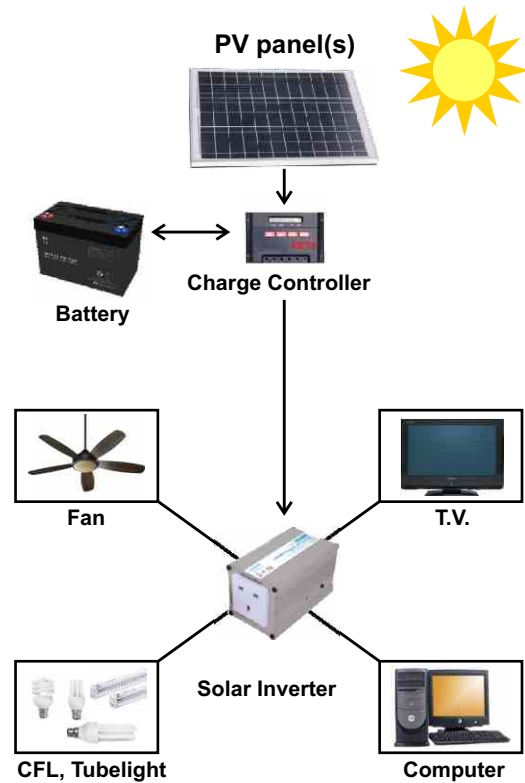 PV panel(s)
Charge Controller
Battery
Fan
T.V.
Solar Inverter
CFL, Tubelight
Computer